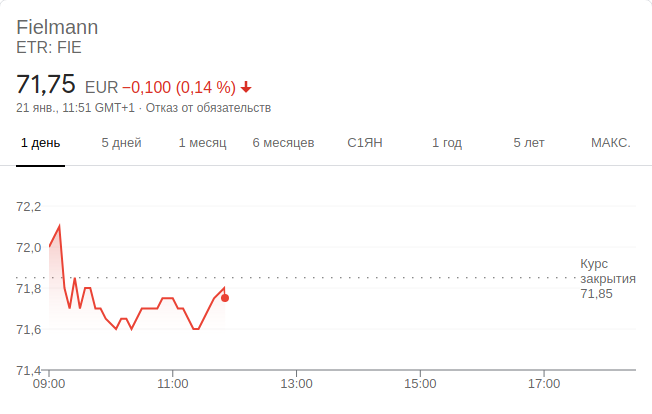 Fielmann
ETR: FIE
71,75 EUR −0,100 (0,14 %)
21 янв., 11:51 GMT+1 · Отказ от обязательств
1 день 5 дней 1 месяц 6 месяцев С1ЯН 1 год 5 лет МАКС.
72,2
72,0
Курс
закрытия
71,85
71,8
71,6
71,4
09:00 11:00 13:00 15:00 17:00